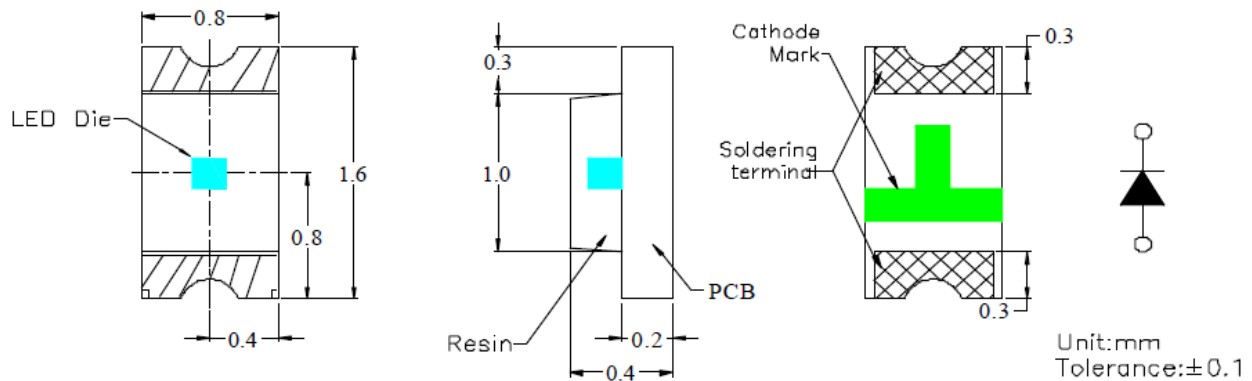 0.8
LED Die
1.6
0.8
0.4
0.3
1.0
Resin
PCB
0.2
0.4
Cathode
Mark
0.3
Soldering
terminal
0.3
Unit:mm
Tolerance:±0.1